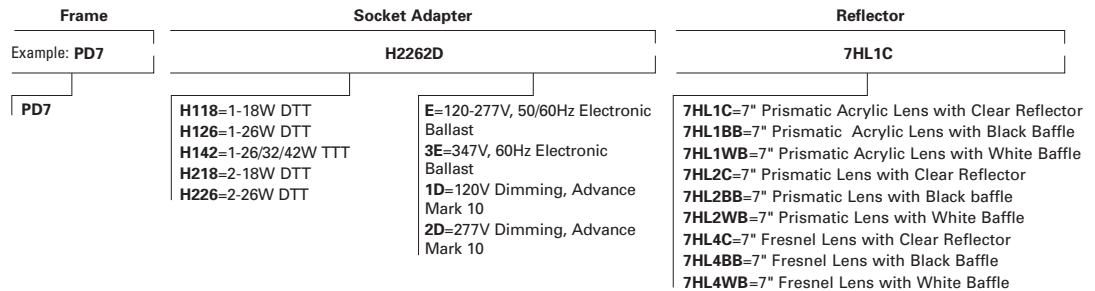 Frame
Socket Adapter
Reflector
Example: PD7
H2262D
7HL1C
PD7
H118=1-18W DTT
H126=1-26W DTT
H142=1-26/32/42W TTT
H218=2-18W DTT
H226=2-26W DTT
E=120-277V, 50/60Hz Electronic
Ballast
3E=347V, 60Hz Electronic
Ballast
1D=120V Dimming, Advance
Mark 10
2D=277V Dimming, Advance
Mark 10
7HL1C=7" Prismatic Acrylic Lens with Clear Reflector
7HL1BB=7" Prismatic Acrylic Lens with Black Baffle
7HL1WB=7" Prismatic Acrylic Lens with White Baffle
7HL2C=7" Prismatic Lens with Clear Reflector
7HL2BB=7" Prismatic Lens with Black baffle
7HL2WB=7" Prismatic Lens with White Baffle
7HL4C=7" Fresnel Lens with Clear Reflector
7HL4BB=7" Fresnel Lens with Black Baffle
7HL4WB=7" Fresnel Lens with White Baffle